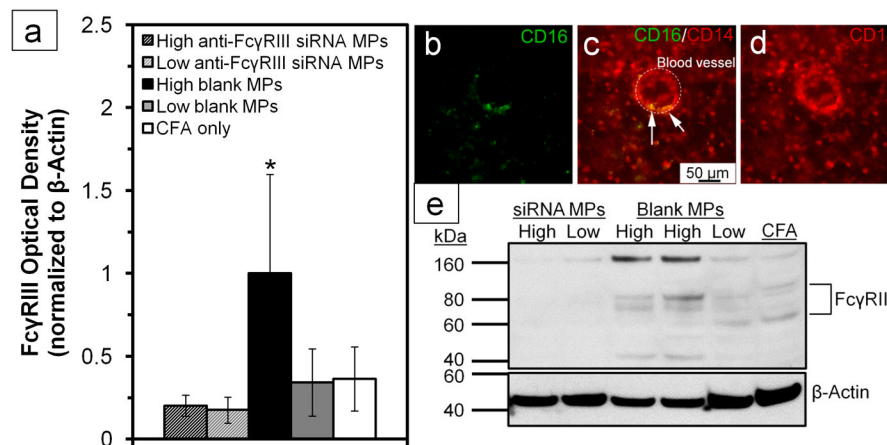 a
FcγRIII Optical Density
(normalized to β-Actin)
2.5
2
1.5
1
0.5
0
High anti-FcγRIII siRNA MPs
Low anti-FcγRIII siRNA MPs
High blank MPs
Low blank MPs
CFA only
*
b
CD16
c
CD16/CD14
Blood vessel
50 µm
d
CD1
e
siRNA MPs
Blank MPs
kDa
High
Low
High
High
Low
CFA
160
80
60
40
FcγRII
60
40
β-Actin